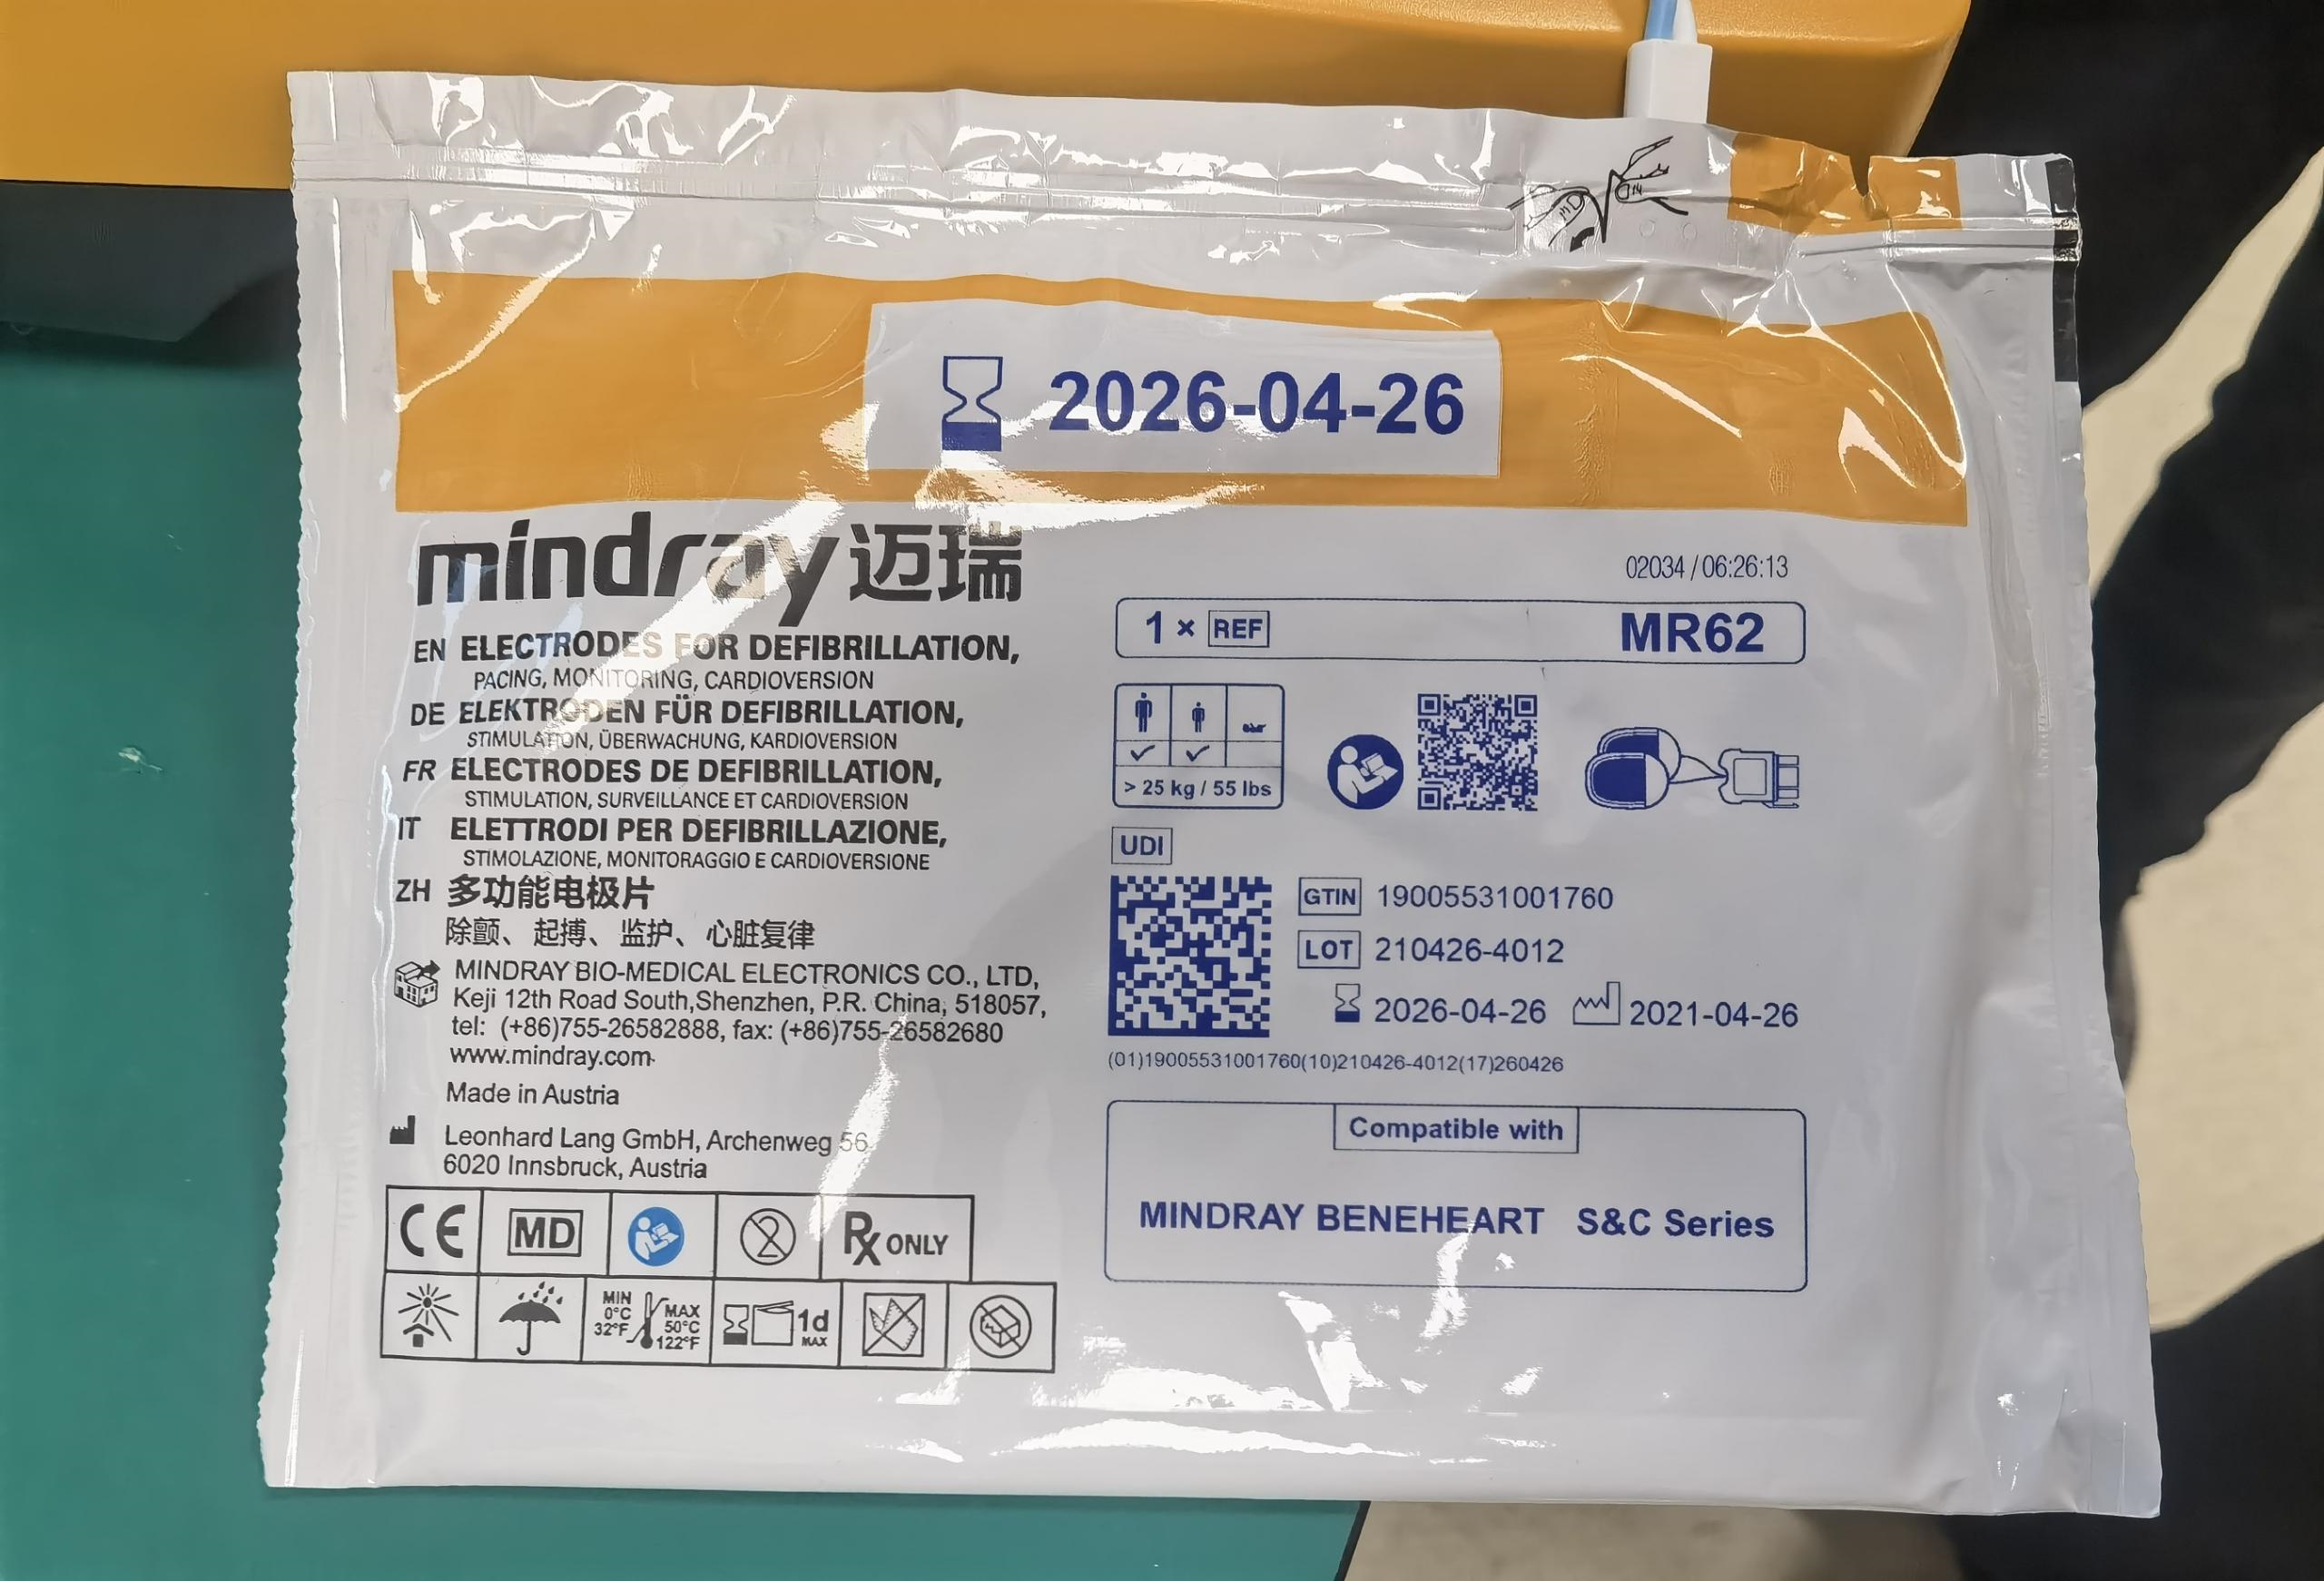 2026-04-26
mindray 迈瑞
EN ELECTRODES FOR DEFIBRILLATION,
PACING, MONITORING, CARDIOVERSION
DE ELEKTRODEN FÜR DEFIBRILLATION,
STIMULATION, ÜBERWACHUNG, KARDIOVERSION
FR ELECTRODES DE DEFIBRILLATION,
STIMULATION, SURVEILLANCE ET CARDIOVERSION
IT ELETTRODI PER DEFIBRILLAZIONE,
STIMOLAZIONE, MONITORAGGIO E CARDIOVERSIONE
ZH 多功能电极片
除颤、起搏、监护、心脏复律
MINDRAY BIO-MEDICAL ELECTRONICS CO., LTD,
Keji 12th Road South,Shenzhen, P.R. China, 518057,
tel: (+86)755-26582888, fax: (+86)755-26582680
www.mindray.com
Made in Austria
Leonhard Lang GmbH, Archenweg 56
6020 Innsbruck, Austria
CE MD 2 Rx ONLY
MIN 0°C 32°F MAX 50°C 122°F
1d MAX
02034 / 06:26:13
1 × REF MR62
> 25 kg / 55 lbs
UDI
GTIN 19005531001760
LOT 210426-4012
2026-04-26 2021-04-26
(01)19005531001760(10)210426-4012(17)260426
Compatible with
MINDRAY BENEHEART S&C Series